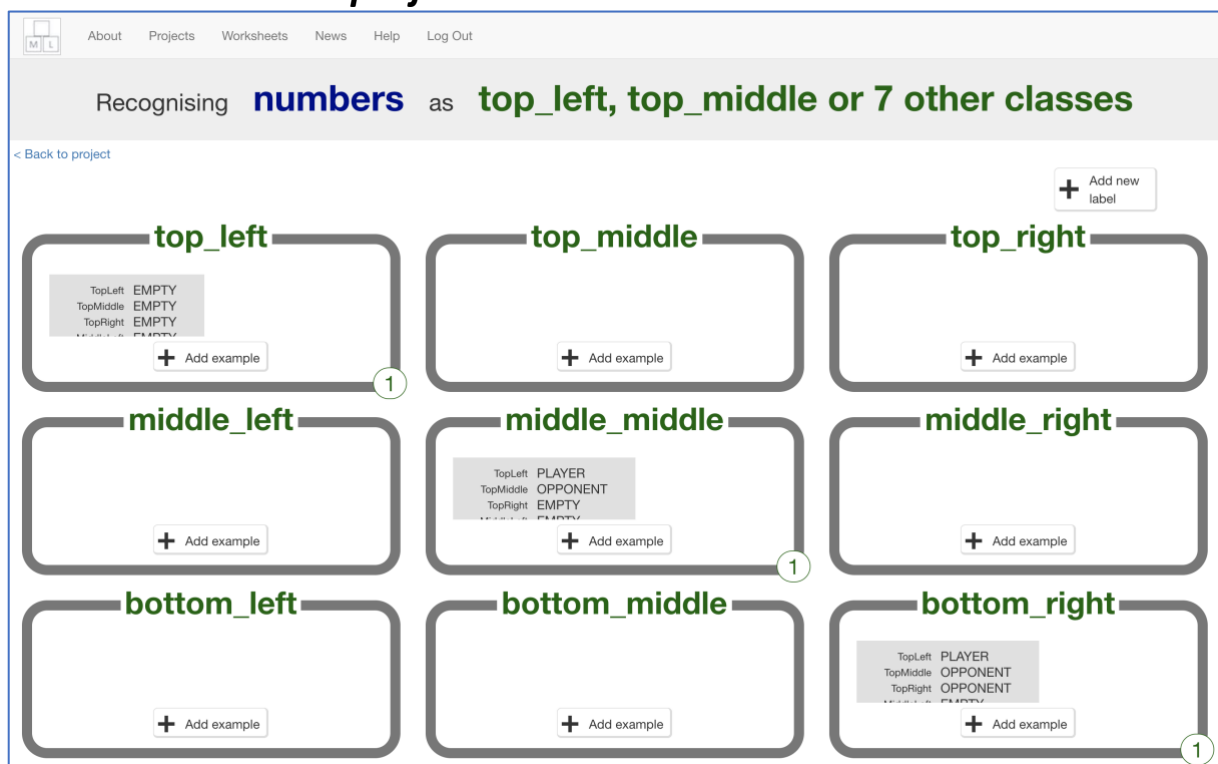 M L About Projects Worksheets News Help Log Out
Recognising numbers as top_left, top_middle or 7 other classes
< Back to project
+ Add new
label
top_left top_middle top_right
TopLeft EMPTY
TopMiddle EMPTY
TopRight EMPTY
+ Add example + Add example + Add example
1
middle_left middle_middle middle_right
TopLeft PLAYER
TopMiddle OPPONENT
TopRight EMPTY
+ Add example + Add example + Add example
1
bottom_left bottom_middle bottom_right
TopLeft PLAYER
TopMiddle OPPONENT
TopRight OPPONENT
+ Add example + Add example + Add example
1